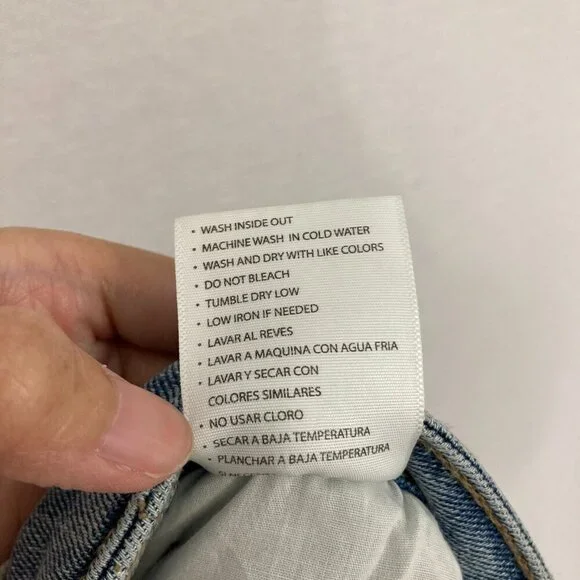 • WASH INSIDE OUT
• MACHINE WASH IN COLD WATER
• WASH AND DRY WITH LIKE COLORS
• DO NOT BLEACH
• TUMBLE DRY LOW
• LOW IRON IF NEEDED
• LAVAR AL REVES
• LAVAR A MAQUINA CON AGUA FRIA
• LAVAR Y SECAR CON
COLORES SIMILARES
• NO USAR CLORO
• SECAR A BAJA TEMPERATURA
• PLANCHAR A BAJA TEMPERATURA